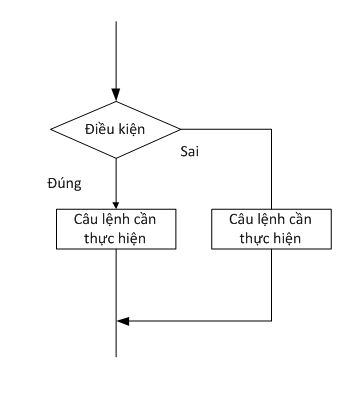 Điều kiện
Sai
Đúng
Câu lệnh cần
thực hiện
Câu lệnh cần
thực hiện